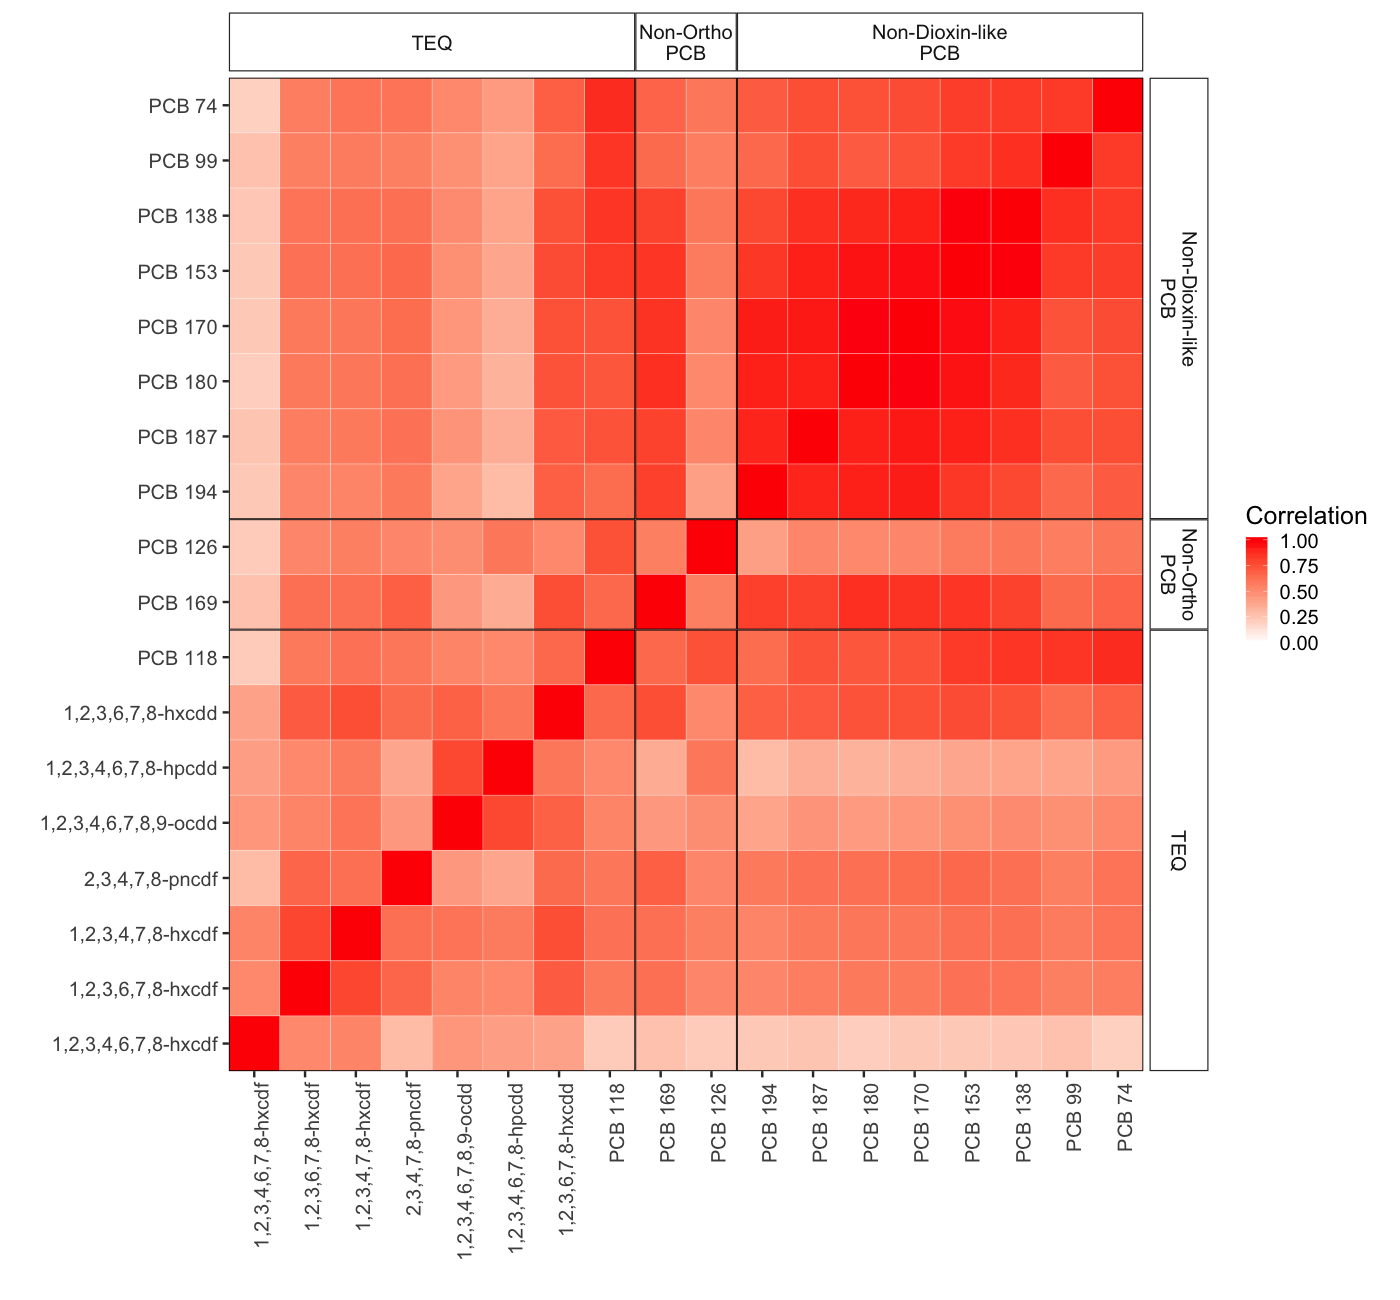 TEQ
Non-Ortho
PCB
Non-Dioxin-like
PCB
PCB 74
PCB 99
PCB 138
PCB 153
PCB 170
PCB 180
PCB 187
PCB 194
PCB 126
PCB 169
PCB 118
1,2,3,6,7,8-hxcdd
1,2,3,4,6,7,8-hpcdd
1,2,3,4,6,7,8,9-ocdd
2,3,4,7,8-pncdf
1,2,3,4,7,8-hxcdf
1,2,3,6,7,8-hxcdf
1,2,3,4,6,7,8-hxcdf
Non-Dioxin-like
PCB
Non-Ortho
PCB
TEQ
Correlation
1.00
0.75
0.50
0.25
0.00
1,2,3,4,6,7,8-hxcdf
1,2,3,6,7,8-hxcdf
1,2,3,4,7,8-hxcdf
2,3,4,7,8-pncdf
1,2,3,4,6,7,8,9-ocdd
1,2,3,4,6,7,8-hpcdd
1,2,3,6,7,8-hxcdd
PCB 118
PCB 169
PCB 126
PCB 194
PCB 187
PCB 180
PCB 170
PCB 153
PCB 138
PCB 99
PCB 74